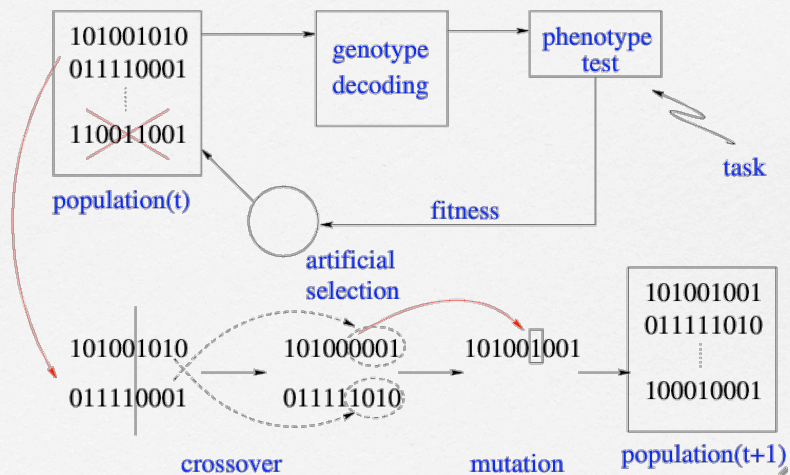 101001010
011110001
110011001
population(t)
genotype
decoding
phenotype
test
task
fitness
artificial
selection
101001010
011110001
crossover
101000001
011111010
101001001
mutation
101001001
011111010
100010001
population(t+1)